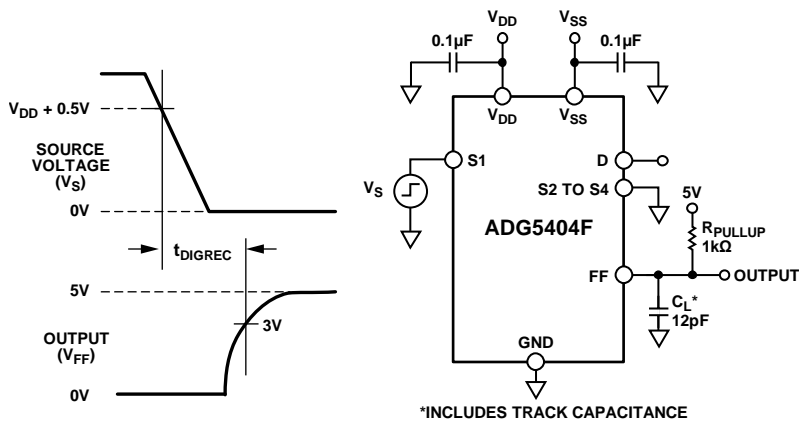 V_DD + 0.5V
SOURCE
VOLTAGE
(V_S)
0V
t_DIGREC
5V
3V
OUTPUT
(V_FF)
0V
V_DD
V_SS
0.1µF
0.1µF
V_DD
V_SS
S1
D
V_S
S2 TO S4
5V
ADG5404F
R_PULLUP
1kΩ
FF
OUTPUT
C_L*
12pF
GND
*INCLUDES TRACK CAPACITANCE